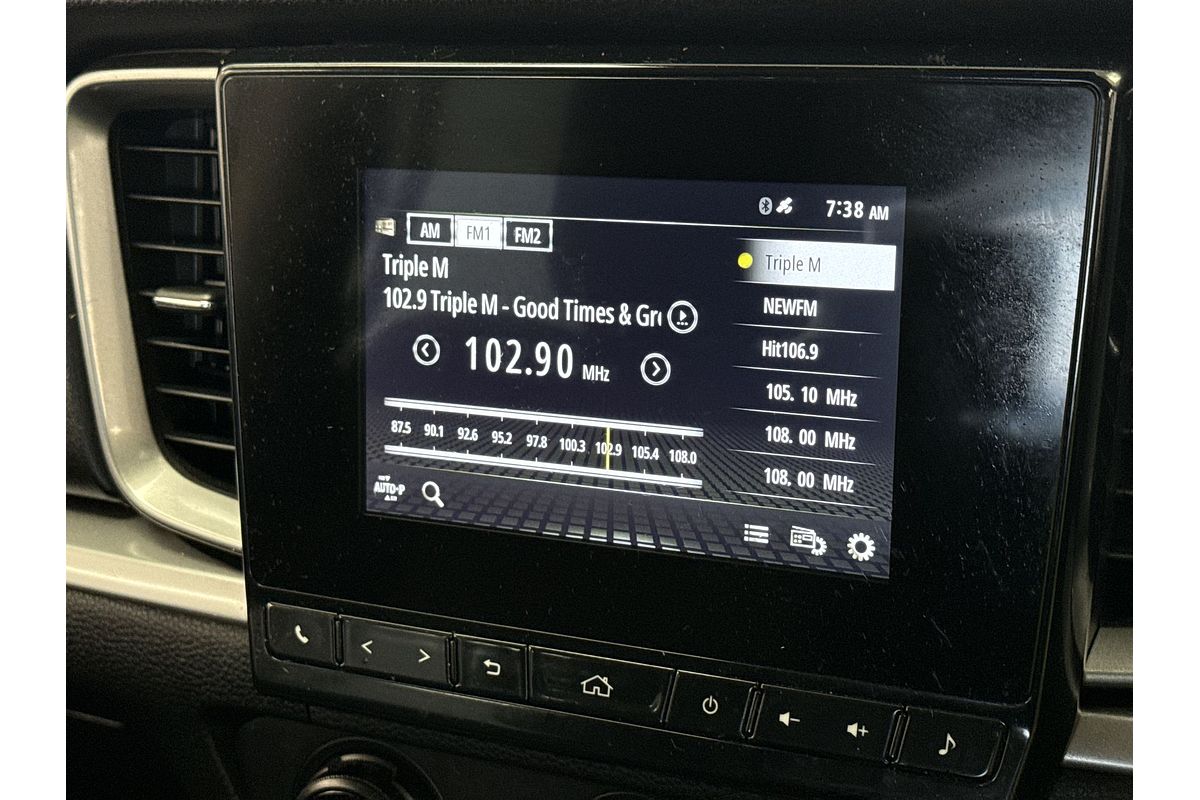 7:38 AM
AM FM1 FM2
Triple M
102.9 Triple M - Good Times & Gr
102.90 MHz
87.5 90.1 92.6 95.2 97.8 100.3 102.9 105.4 108.0
AUTO-P
Triple M
NEWFM
Hit106.9
105. 10 MHz
108. 00 MHz
108. 00 MHz